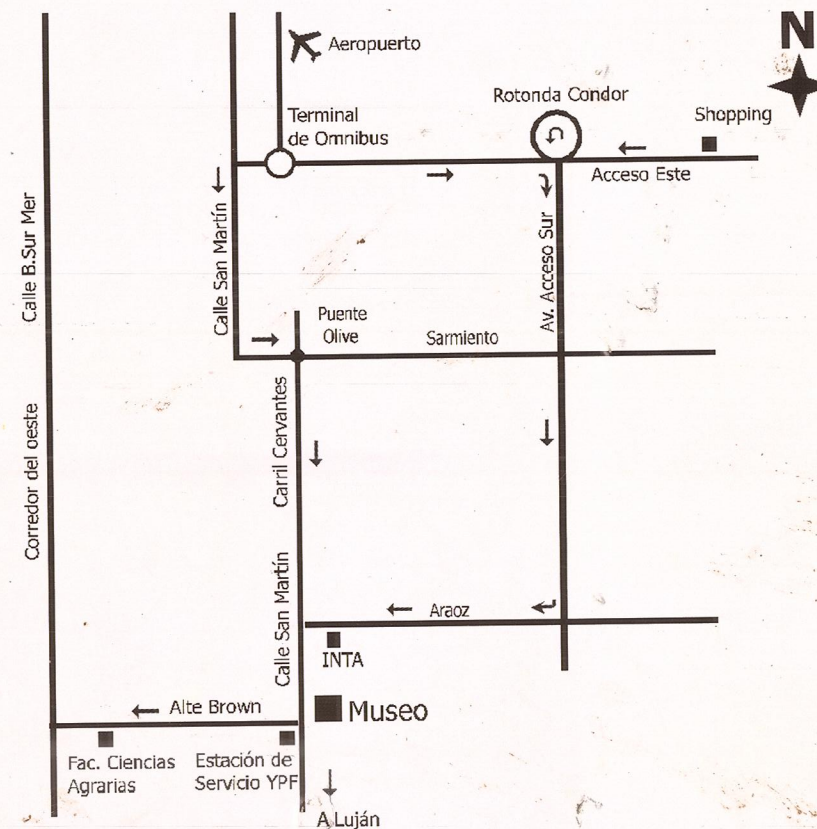 N
Aeropuerto
Rotonda Condor
Shopping
Terminal
de Omnibus
Acceso Este
Calle B.Sur Mer
Calle San Martín
Av. Acceso Sur
Puente
Olive
Sarmiento
Corredor del oeste
Carril Cervantes
Calle San Martín
Araoz
INTA
Alte Brown
Museo
Fac. Ciencias
Agrarias
Estación de
Servicio YPF
A Luján